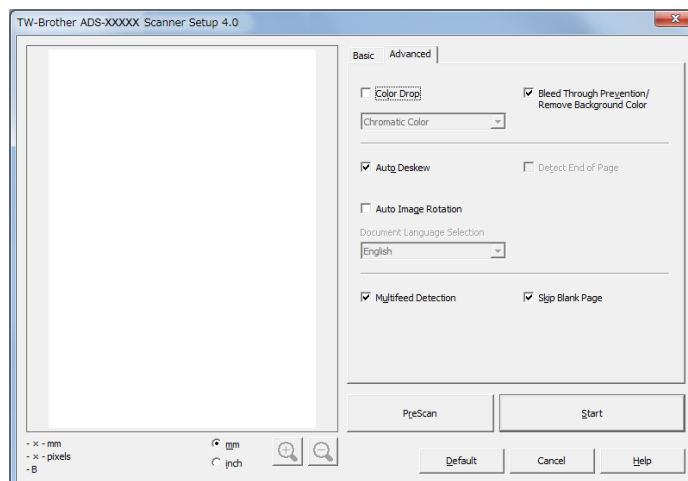 TW-Brother ADS-XXXXX Scanner Setup 4.0
Basic
Advanced
Color Drop
Chromatic Color
Bleed Through Prevention/
Remove Background Color
Auto Deskew
Detect End of Page
Auto Image Rotation
Document Language Selection
English
Multifeed Detection
Skip Blank Page
PreScan
Start
- × - mm
- × - pixels
- B
mm
inch
Default
Cancel
Help